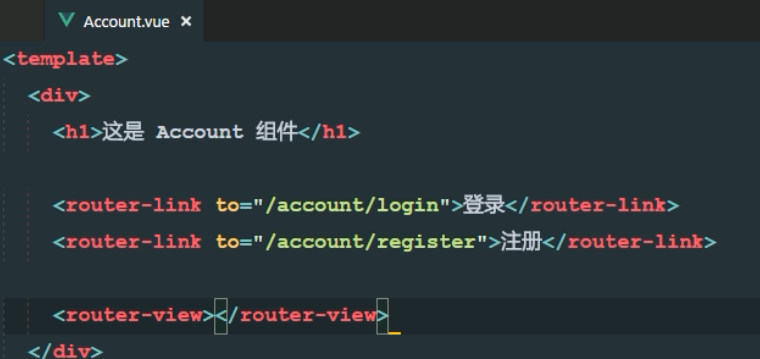 Account.vue ×
<template>
<div>
<h1>这是 Account 组件</h1>
<router-link to="/account/login">登录</router-link>
<router-link to="/account/register">注册</router-link>
<router-view></router-view>
</div>